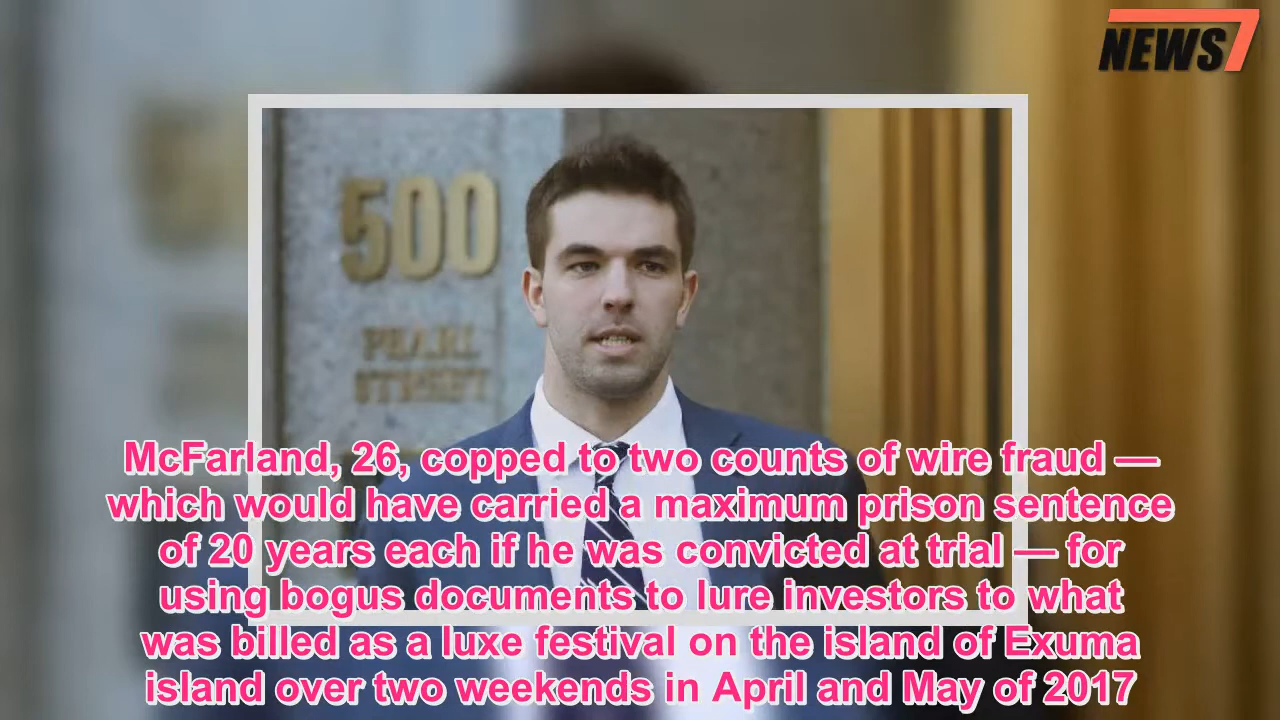 NEWS7
500
PEARL
STREET
McFarland, 26, copped to two counts of wire fraud —
which would have carried a maximum prison sentence
of 20 years each if he was convicted at trial — for
using bogus documents to lure investors to what
was billed as a luxe festival on the island of Exuma
island over two weekends in April and May of 2017